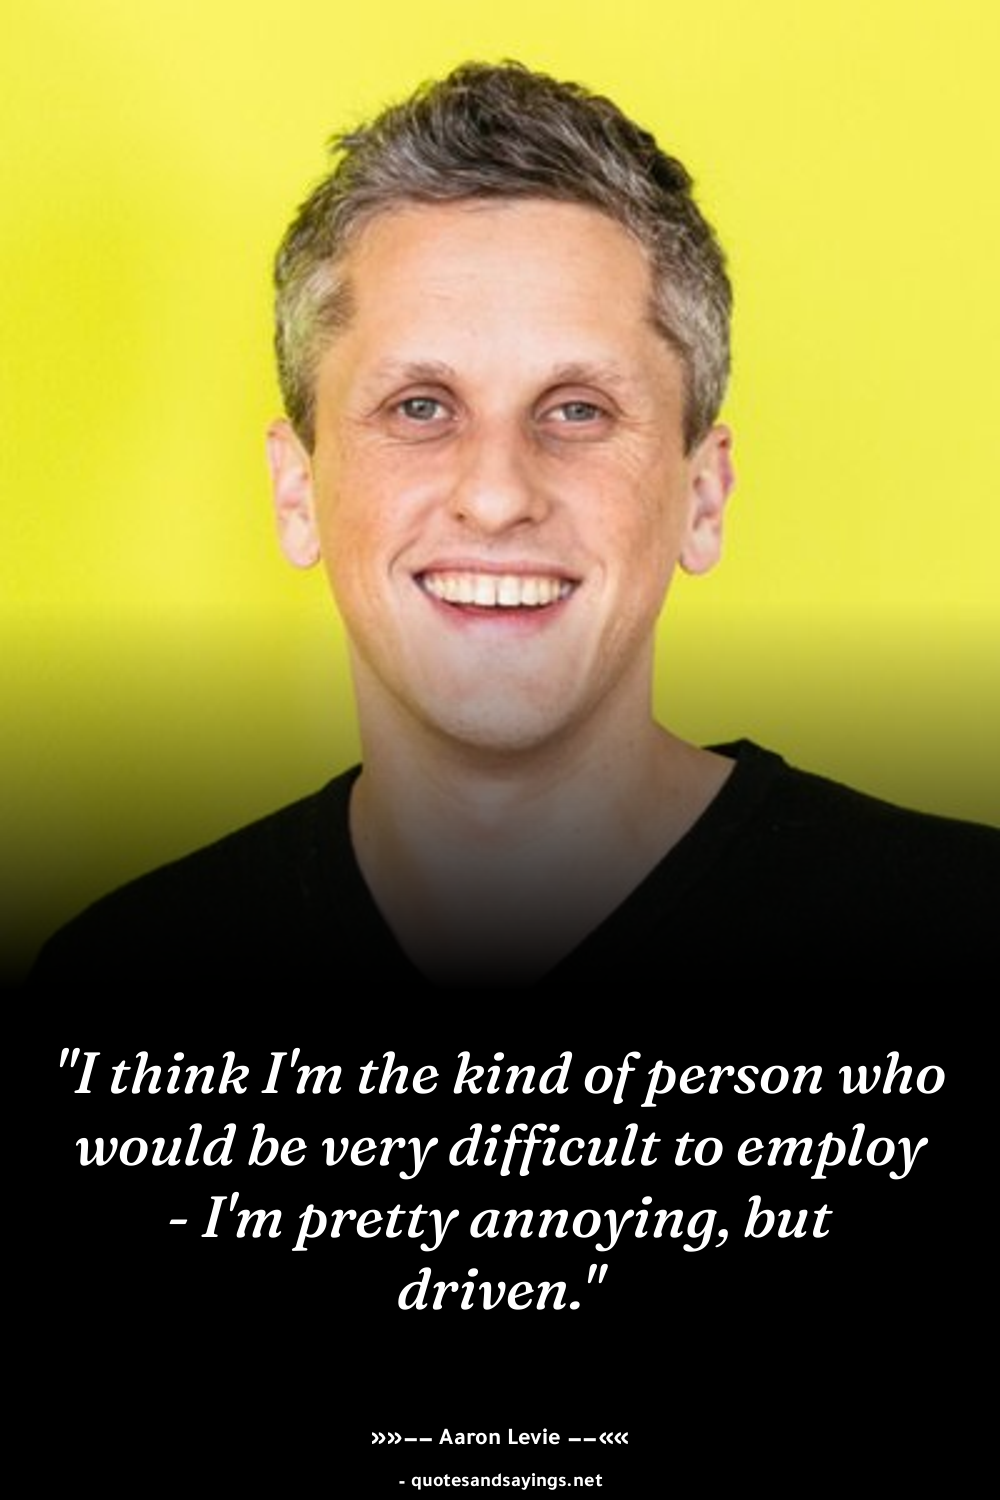 "I think I'm the kind of person who
would be very difficult to employ
- I'm pretty annoying, but
driven."
»»–– Aaron Levie ––««
- quotesandsayings.net